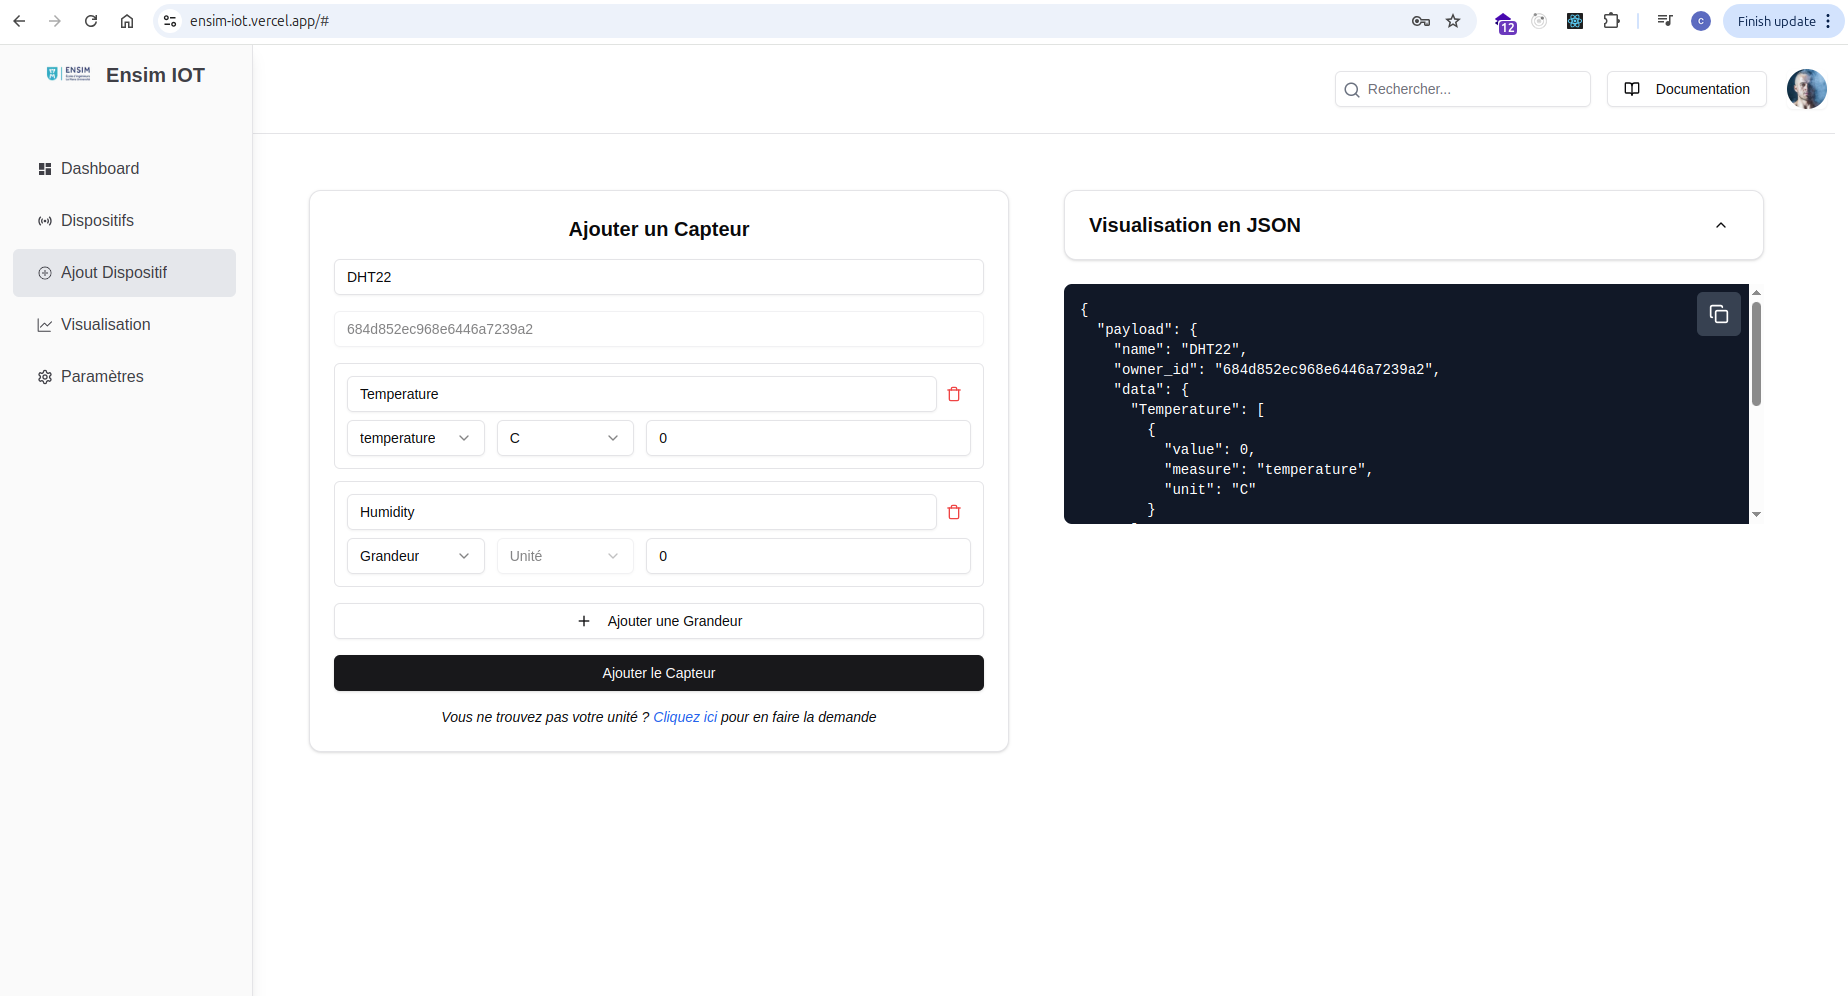 ensim-iot.vercel.app/#
12
C
Finish update
ENSIM
Ensim IOT
Rechercher...
Documentation
Dashboard
Dispositifs
Ajout Dispositif
Visualisation
Paramètres
Ajouter un Capteur
DHT22
684d852ec968e6446a7239a2
Temperature
temperature
C
0
Humidity
Grandeur
Unité
0
Ajouter une Grandeur
Ajouter le Capteur
Vous ne trouvez pas votre unité ? Cliquez ici pour en faire la demande
Visualisation en JSON
{
"payload": {
"name": "DHT22",
"owner_id": "684d852ec968e6446a7239a2",
"data": {
"Temperature": [
{
"value": 0,
"measure": "temperature",
"unit": "C"
}